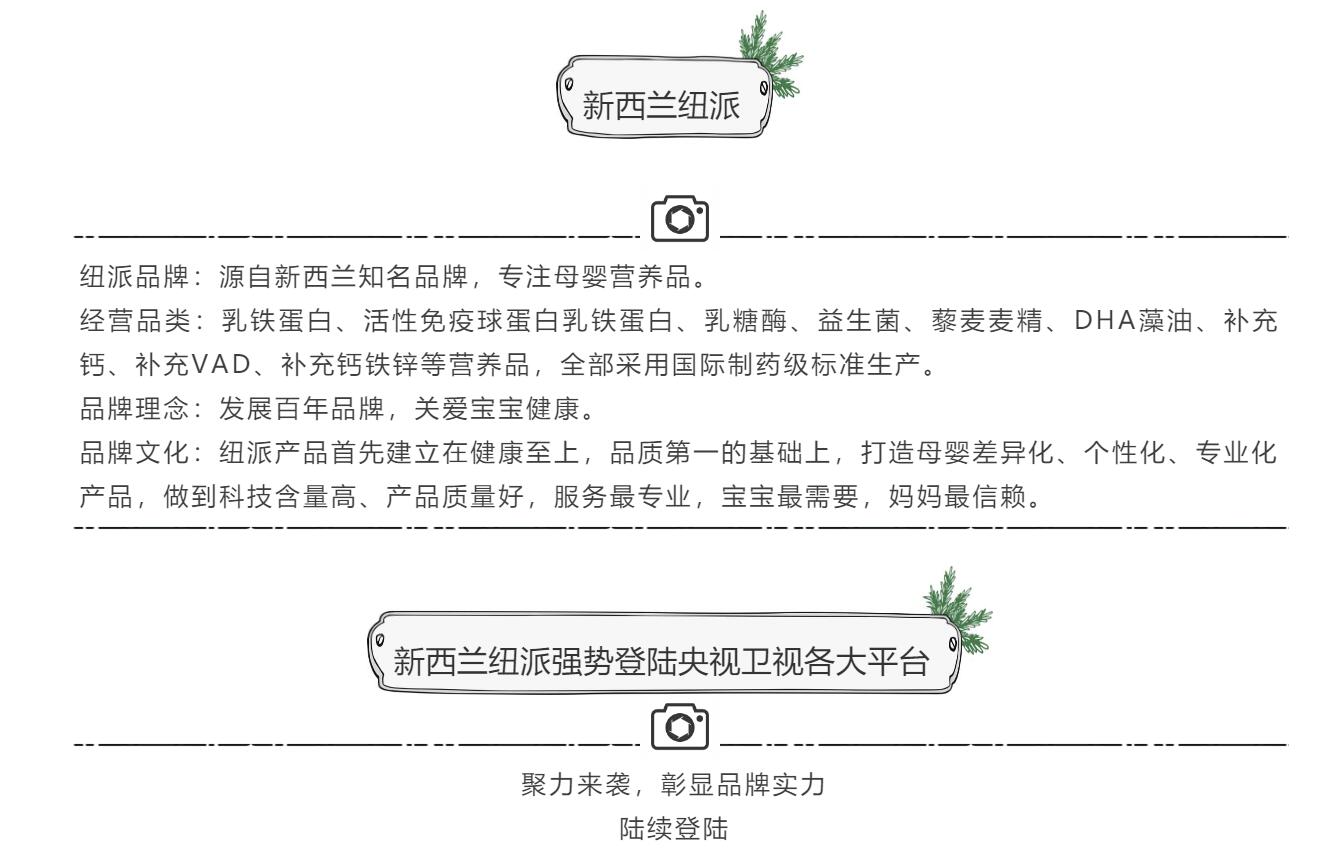 新西兰纽派
纽派品牌：源自新西兰知名品牌，专注母婴营养品。
经营品类：乳铁蛋白、活性免疫球蛋白乳铁蛋白、乳糖酶、益生菌、藜麦麦精、DHA藻油、补充
钙、补充VAD、补充钙铁锌等营养品，全部采用国际制药级标准生产。
品牌理念：发展百年品牌，关爱宝宝健康。
品牌文化：纽派产品首先建立在健康至上，品质第一的基础上，打造母婴差异化、个性化、专业化
产品，做到科技含量高、产品质量好，服务最专业，宝宝最需要，妈妈最信赖。
新西兰纽派强势登陆央视卫视各大平台
聚力来袭，彰显品牌实力
陆续登陆